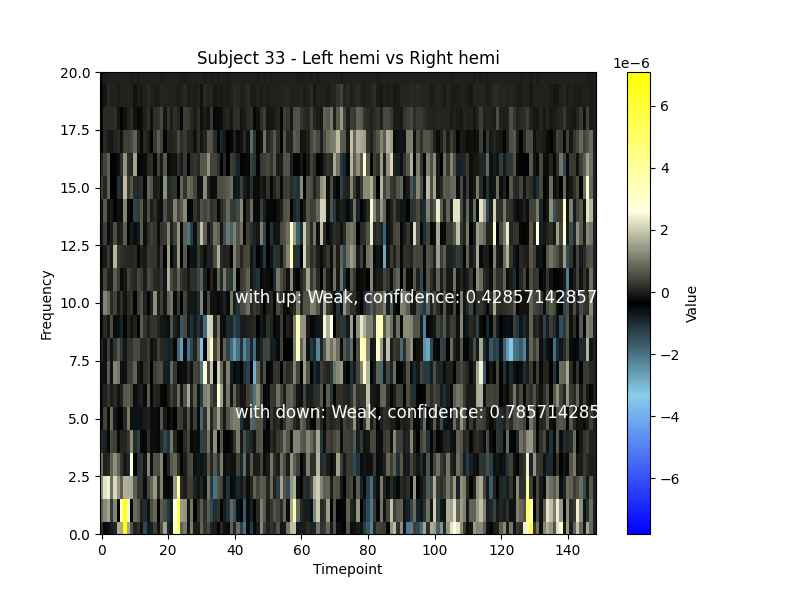 Subject 33 - Left hemi vs Right hemi
1e−6
20.0
17.5
15.0
12.5
10.0
7.5
5.0
2.5
0.0
Frequency
with up: Weak, confidence: 0.42857142857
with down: Weak, confidence: 0.785714285
0 20 40 60 80 100 120 140
Timepoint
6
4
2
0
−2
−4
−6
Value